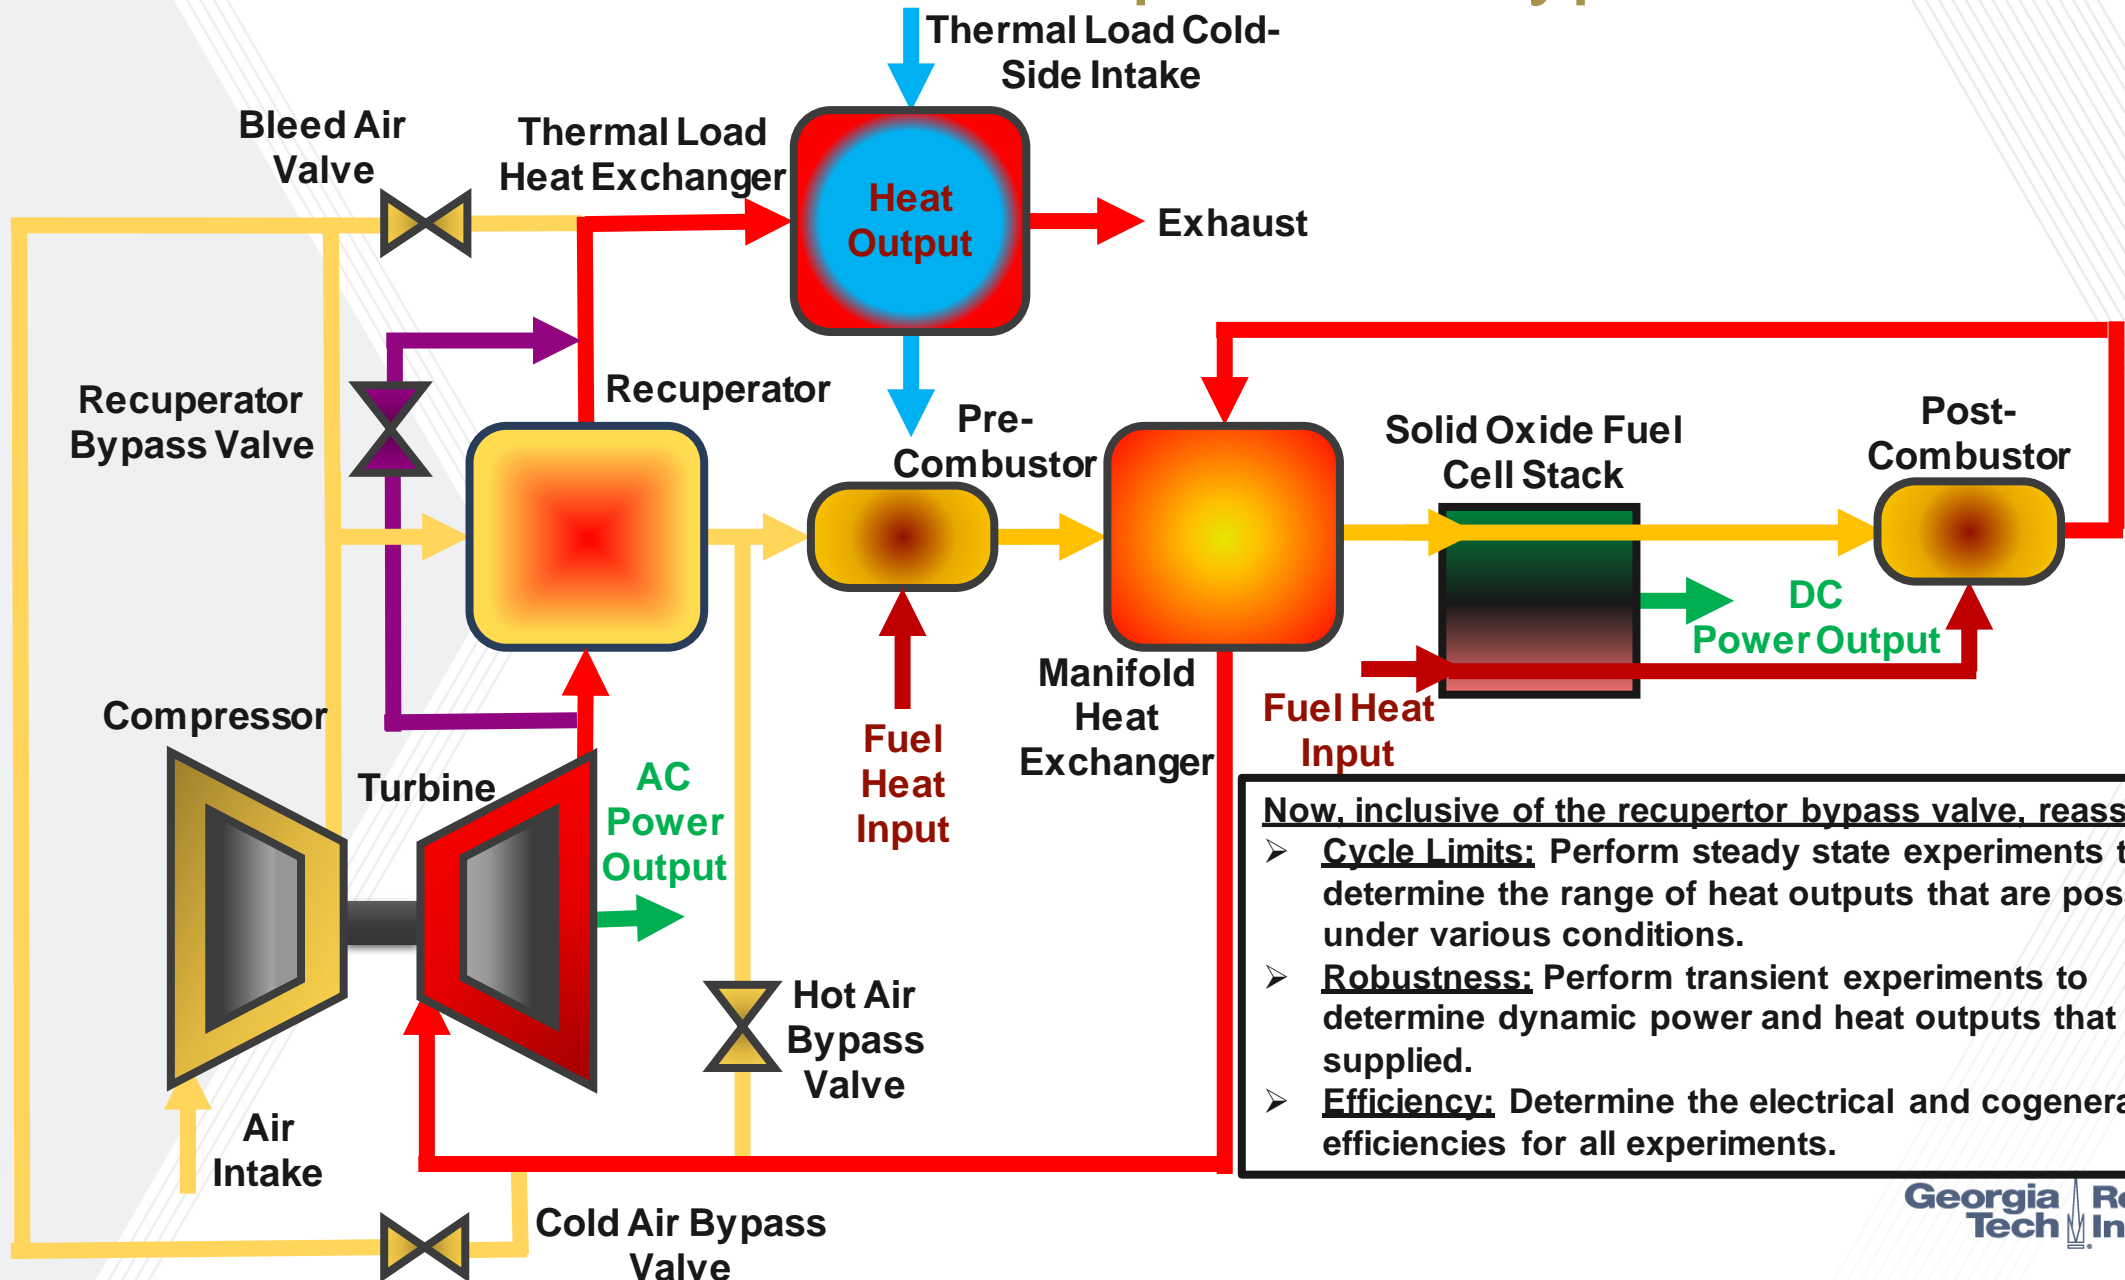 Thermal Load Cold-
Side Intake
Bleed Air
Valve
Thermal Load
Heat Exchanger
Heat
Output
Exhaust
Recuperator
Bypass Valve
Recuperator
Pre-
Combustor
Solid Oxide Fuel
Cell Stack
Post-
Combustor
DC
Power Output
Manifold
Heat
Exchanger
Fuel Heat
Input
Compressor
Turbine
AC
Power
Output
Fuel
Heat
Input
Hot Air
Bypass
Valve
Air
Intake
Cold Air Bypass
Valve
Now, inclusive of the recupertor bypass valve,
➢ Cycle Limits: Perform steady state experiments
determine the range of heat outputs that are
under various conditions.
➢ Robustness: Perform transient experiments to
determine dynamic power and heat outputs that
supplied.
➢ Efficiency: Determine the electrical and
efficiencies for all experiments.
Georgia
Tech